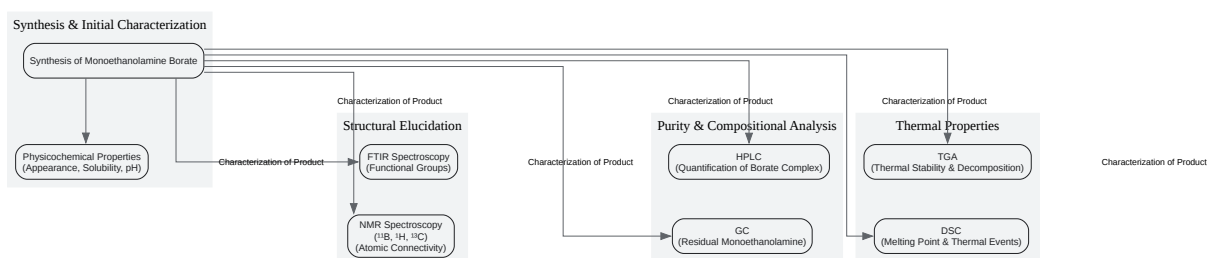 Synthesis & Initial Characterization
Synthesis of Monoethanolamine Borate
Physicochemical Properties
(Appearance, Solubility, pH)
Characterization of Product
Characterization of Product
Structural Elucidation
FTIR Spectroscopy
(Functional Groups)
NMR Spectroscopy
(¹¹B, ¹H, ¹³C)
(Atomic Connectivity)
Characterization of Product
Characterization of Product
Purity & Compositional Analysis
HPLC
(Quantification of Borate Complex)
GC
(Residual Monoethanolamine)
Characterization of Product
Thermal Properties
TGA
(Thermal Stability & Decomposition)
DSC
(Melting Point & Thermal Events)
Characterization of Product